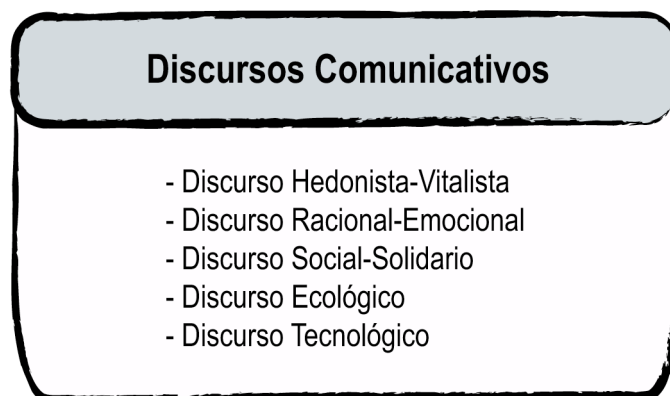 Discursos Comunicativos
- Discurso Hedonista-Vitalista
- Discurso Racional-Emocional
- Discurso Social-Solidario
- Discurso Ecológico
- Discurso Tecnológico